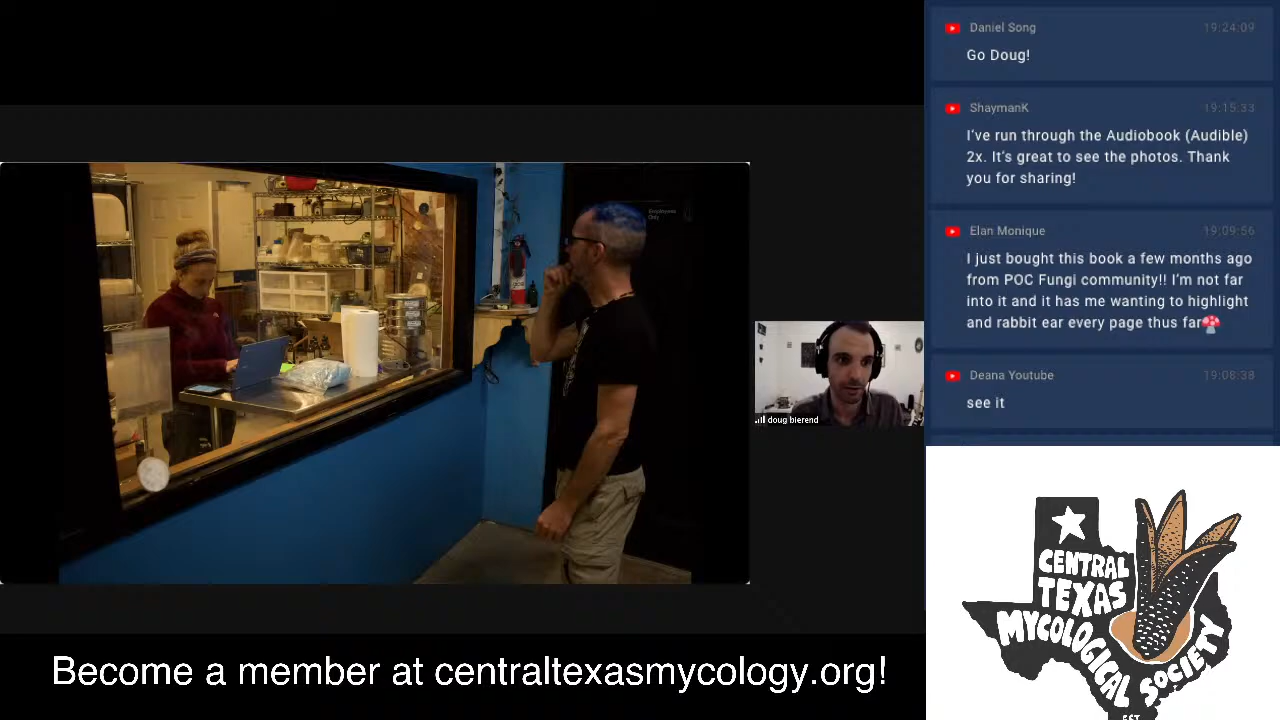 Employees
Only
doug bierend
Become a member at centraltexasmycology.org!
Daniel Song
19:24:09
Go Doug!
ShaymanK
19:15:33
I've run through the Audiobook (Audible)
2x. It's great to see the photos. Thank
you for sharing!
Elan Monique
19:09:56
I just bought this book a few months ago
from POC Fungi community!! I'm not far
into it and it has me wanting to highlight
and rabbit ear every page thus far🍄
Deana Youtube
19:08:38
see it
CENTRAL
TEXAS
MYCOLOGICAL
SOCIETY
EST